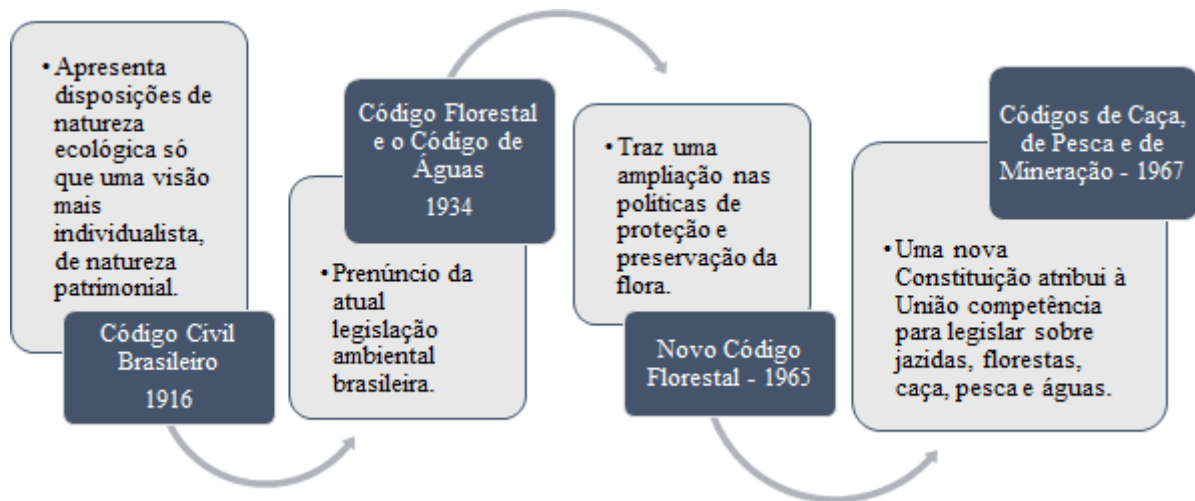 • Apresenta
disposições de
natureza
ecológica só
que uma visão
mais
individualista,
de natureza
patrimonial.
Código Civil
Brasileiro
1916
Código Florestal
e o Código de
Águas
1934
• Prenúncio da
atual
legislação
ambiental
brasileira.
• Traz uma
ampliação nas
políticas de
proteção e
preservação da
flora.
Novo Código
Florestal - 1965
Códigos de Caça,
de Pesca e de
Mineração - 1967
• Uma nova
Constituição atribui à
União competência
para legislar sobre
jazidas, florestas,
caça, pesca e águas.